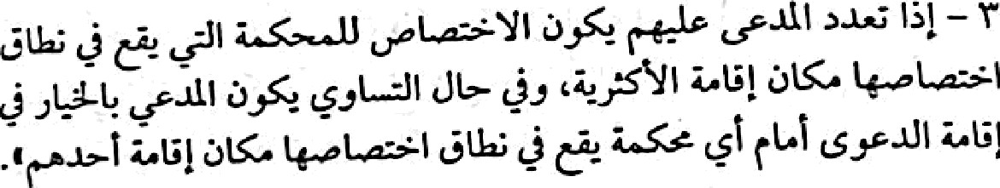 ٣ – إذا تعدد المدعى عليهم يكون الاختصاص للمحكمة التي يقع في نطاق
اختصاصها مكان إقامة الأكثرية، وفي حال التساوي يكون المدعي بالخيار في
إقامة الدعوى أمام أي محكمة يقع في نطاق اختصاصها مكان إقامة أحدهم».